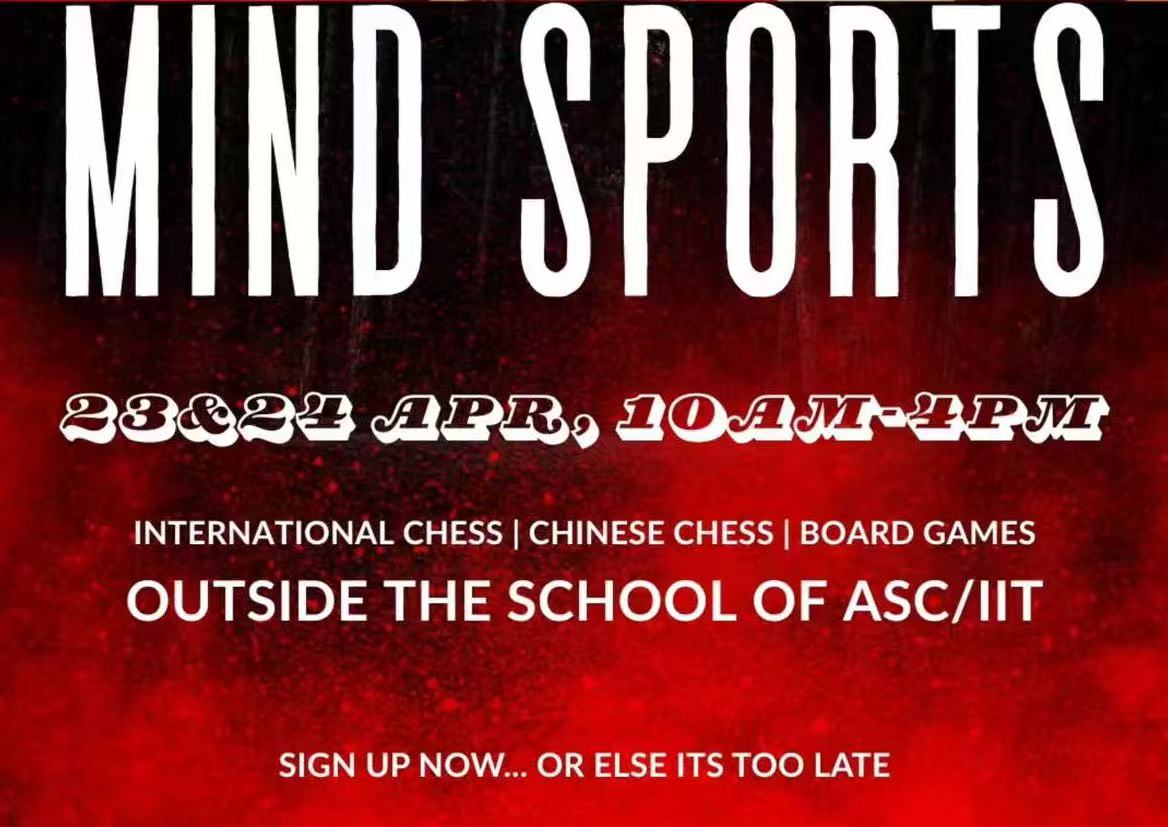 MIND SPORTS
23&24 APR, 10AM-4PM
INTERNATIONAL CHESS | CHINESE CHESS | BOARD GAMES
OUTSIDE THE SCHOOL OF ASC/IIT
SIGN UP NOW... OR ELSE ITS TOO LATE